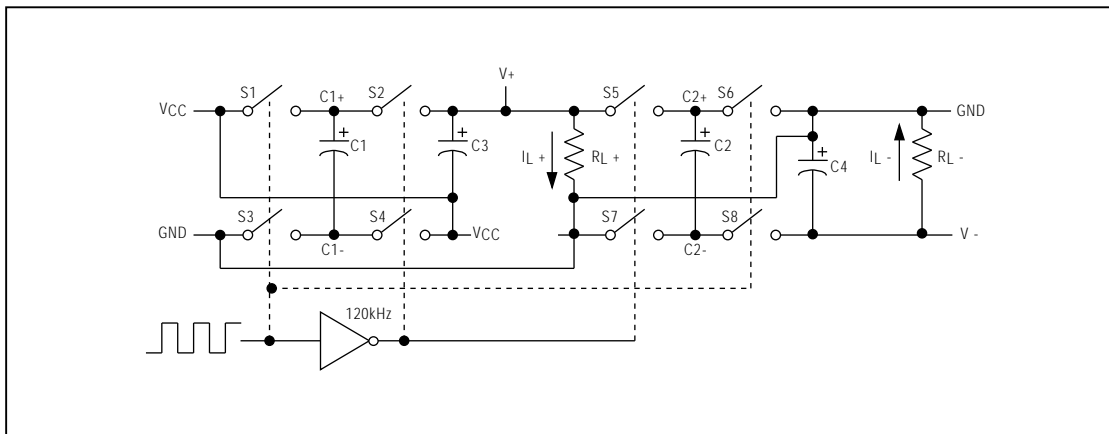 V+
VCC S1 C1+ S2 S5 C2+ S6 GND
C1 C3 IL + RL + C2 C4 IL - RL -
GND S3 C1- S4 VCC S7 C2- S8 V -
120kHz